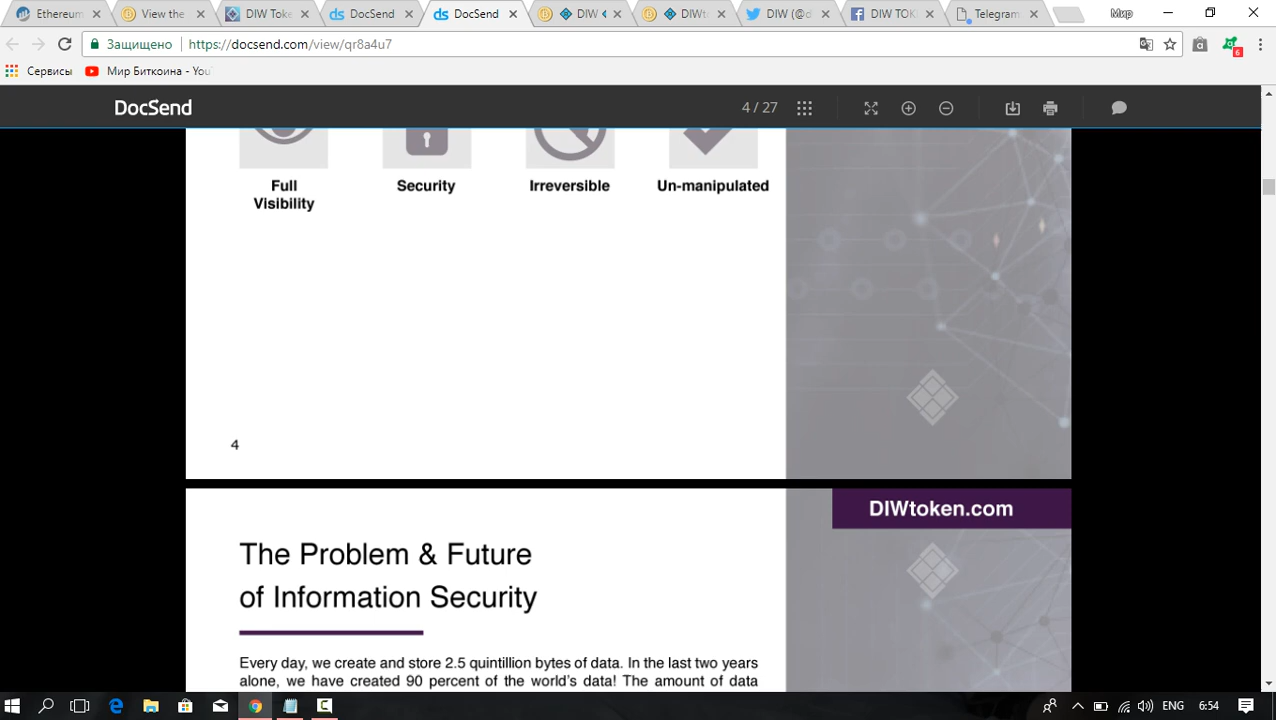 Ethereum
View the
DIW Toke
DocSend
DocSend
DIW
DIWt
DIW (@d
DIW TOK
Telegram
Мир
Защищено
https://docsend.com/view/qr8a4u7
6
Сервисы
Мир Биткоина - You
DocSend
4 / 27
Full
Visibility
Security
Irreversible
Un-manipulated
4
DIWtoken.com
The Problem & Future
of Information Security
Every day, we create and store 2.5 quintillion bytes of data. In the last two years
alone, we have created 90 percent of the world's data! The amount of data
ENG
6:54